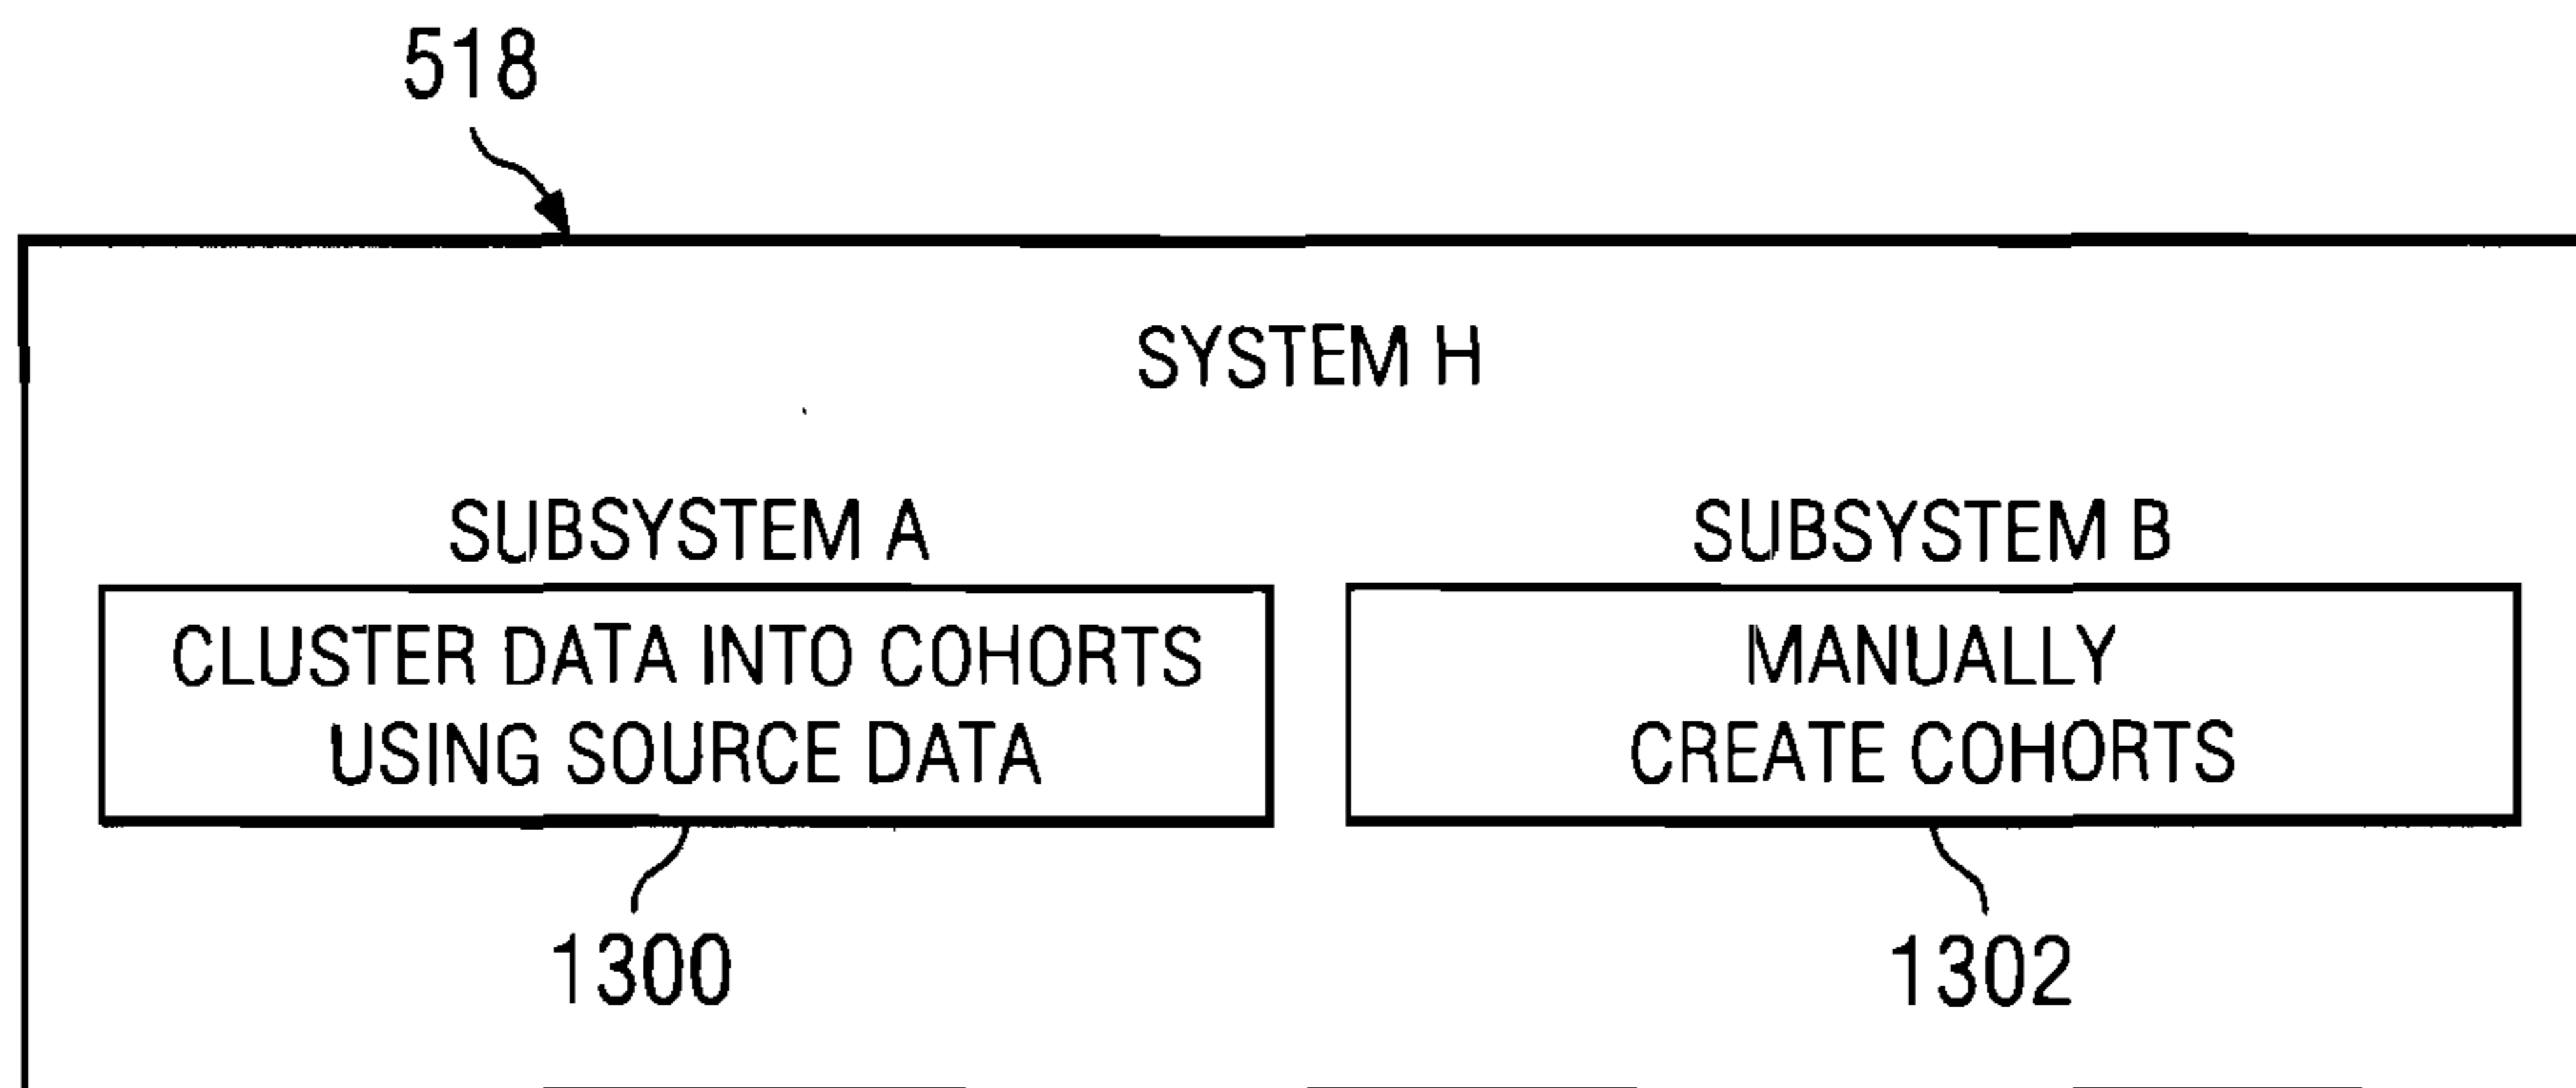 518
SYSTEM H
SUBSYSTEM A
SUBSYSTEM B
CLUSTER DATA INTO COHORTS
USING SOURCE DATA
MANUALLY
CREATE COHORTS
1300
1302